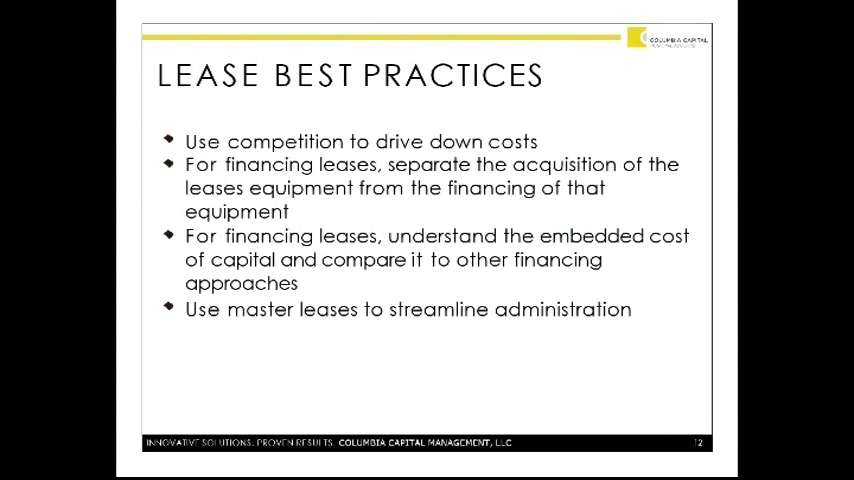 COLUMBIA CAPITAL
LEASE BEST PRACTICES
Use competition to drive down costs
For financing leases, separate the acquisition of the
leases equipment from the financing of that
equipment
For financing leases, understand the embedded cost
of capital and compare it to other financing
approaches
Use master leases to streamline administration
INNOVATIVE SOLUTIONS. PROVEN RESULTS. COLUMBIA CAPITAL MANAGEMENT, LLC
12